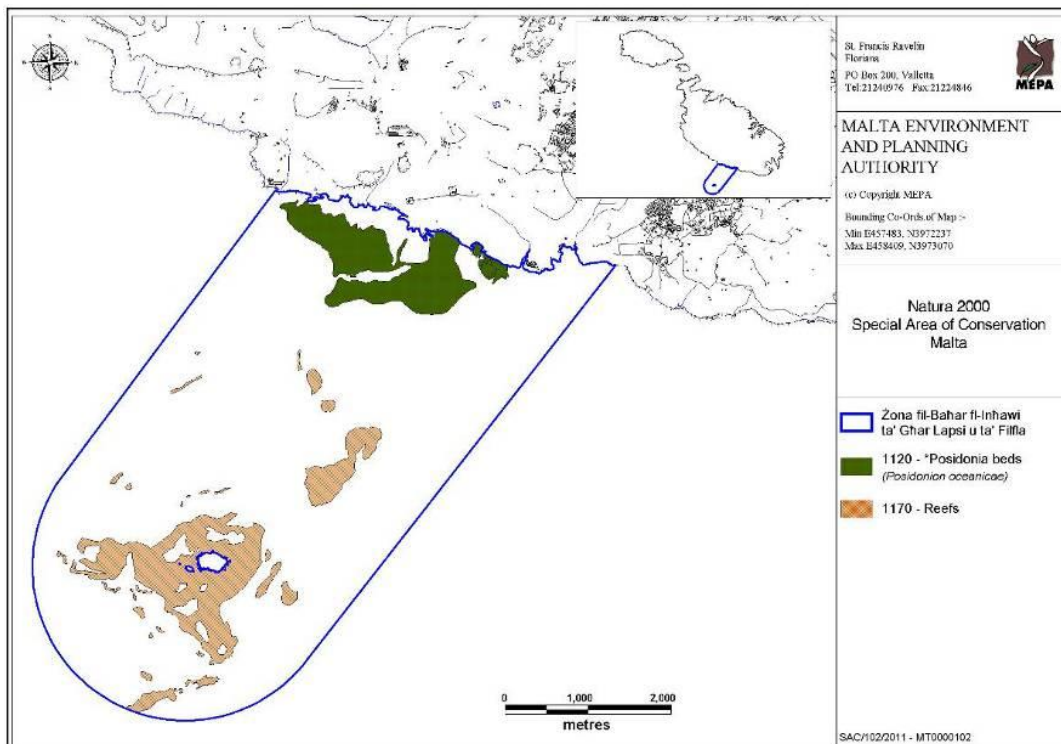 St. Francis Ravelin
Floriana
PO Box 200, Valletta
Tel:21240976 Fax:21224846
MEPA
MALTA ENVIRONMENT
AND PLANNING
AUTHORITY
(c) Copyright MEPA
Bounding Co-Ords.of Map :-
Min E457483, N3972237
Max E458409, N3973070
Natura 2000
Special Area of Conservation
Malta
Żona fil-Baħar fl-Inħawi
ta' Għar Lapsi u ta' Filfla
1120 - *Posidonia beds
(Posidonion oceanicae)
1170 - Reefs
0 1,000 2,000
metres
SAC/102/2011 - MT0000102